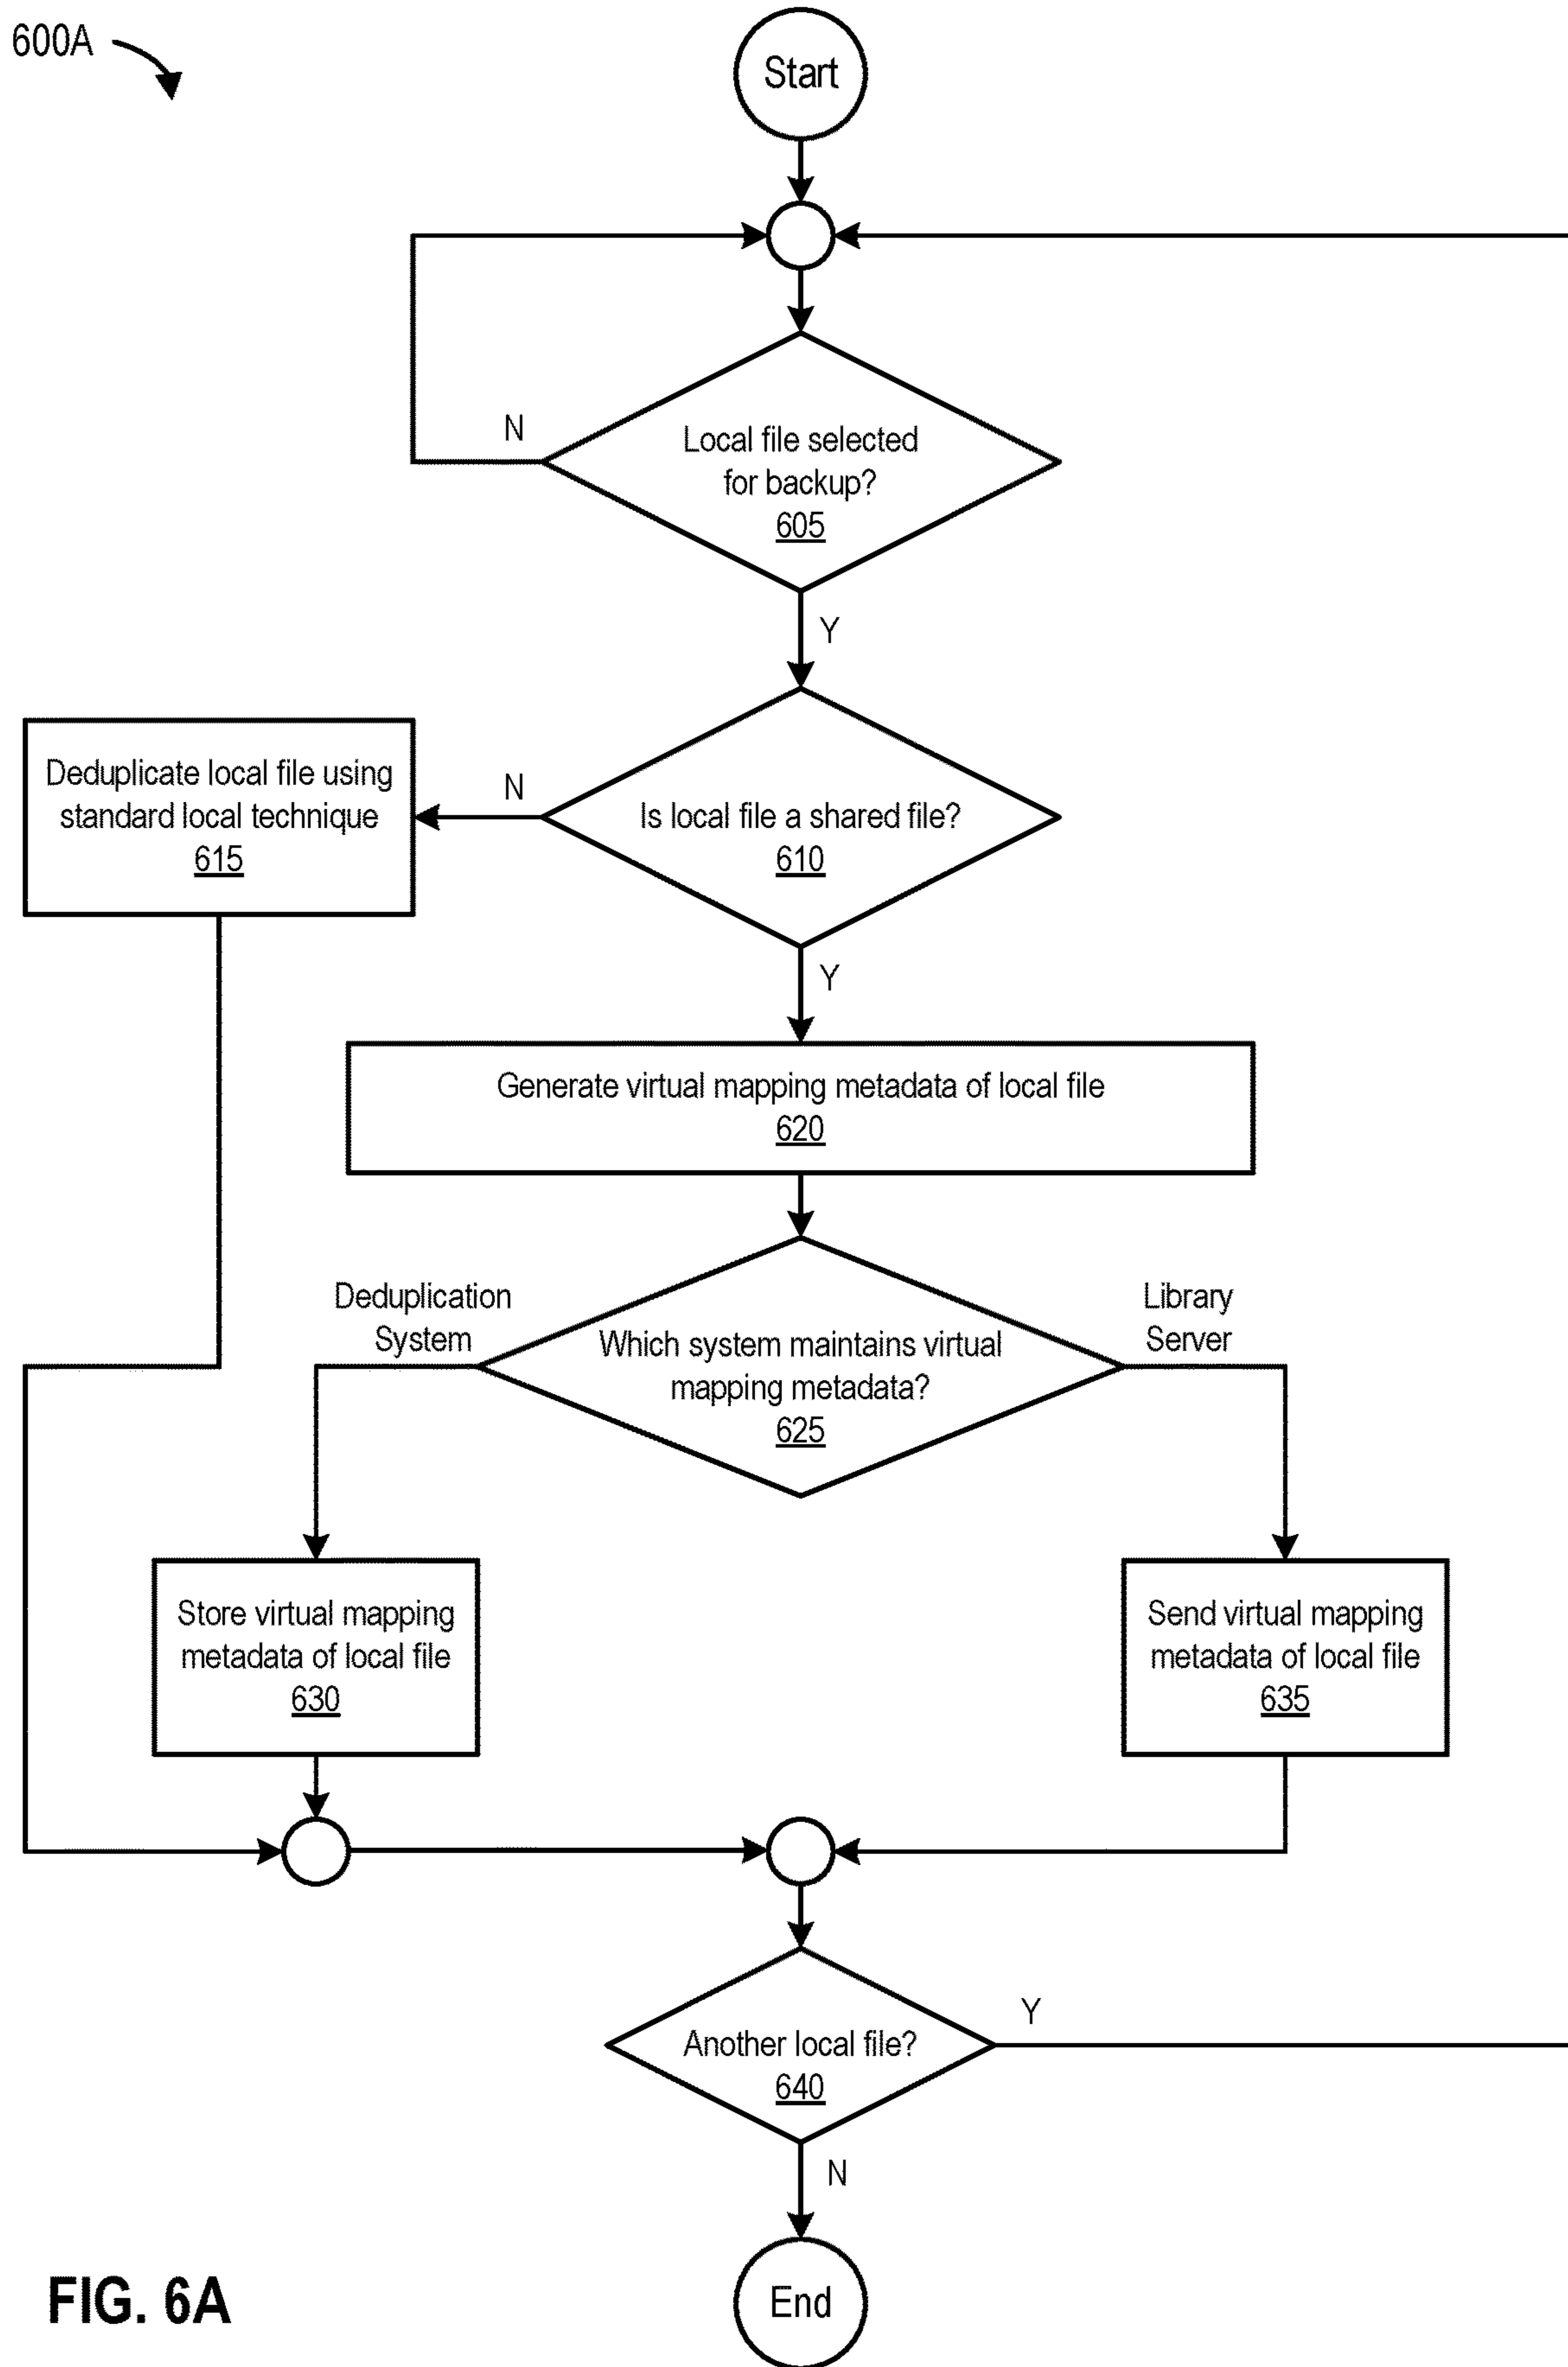 600A
Start
Local file selected
for backup?
605
N
Y
Deduplicate local file using
standard local technique
615
N
Is local file a shared file?
610
Y
Generate virtual mapping metadata of local file
620
Deduplication
System
Library
Server
Which system maintains virtual
mapping metadata?
625
Store virtual mapping
metadata of local file
630
Send virtual mapping
metadata of local file
635
Another local file?
640
Y
N
End
FIG. 6A